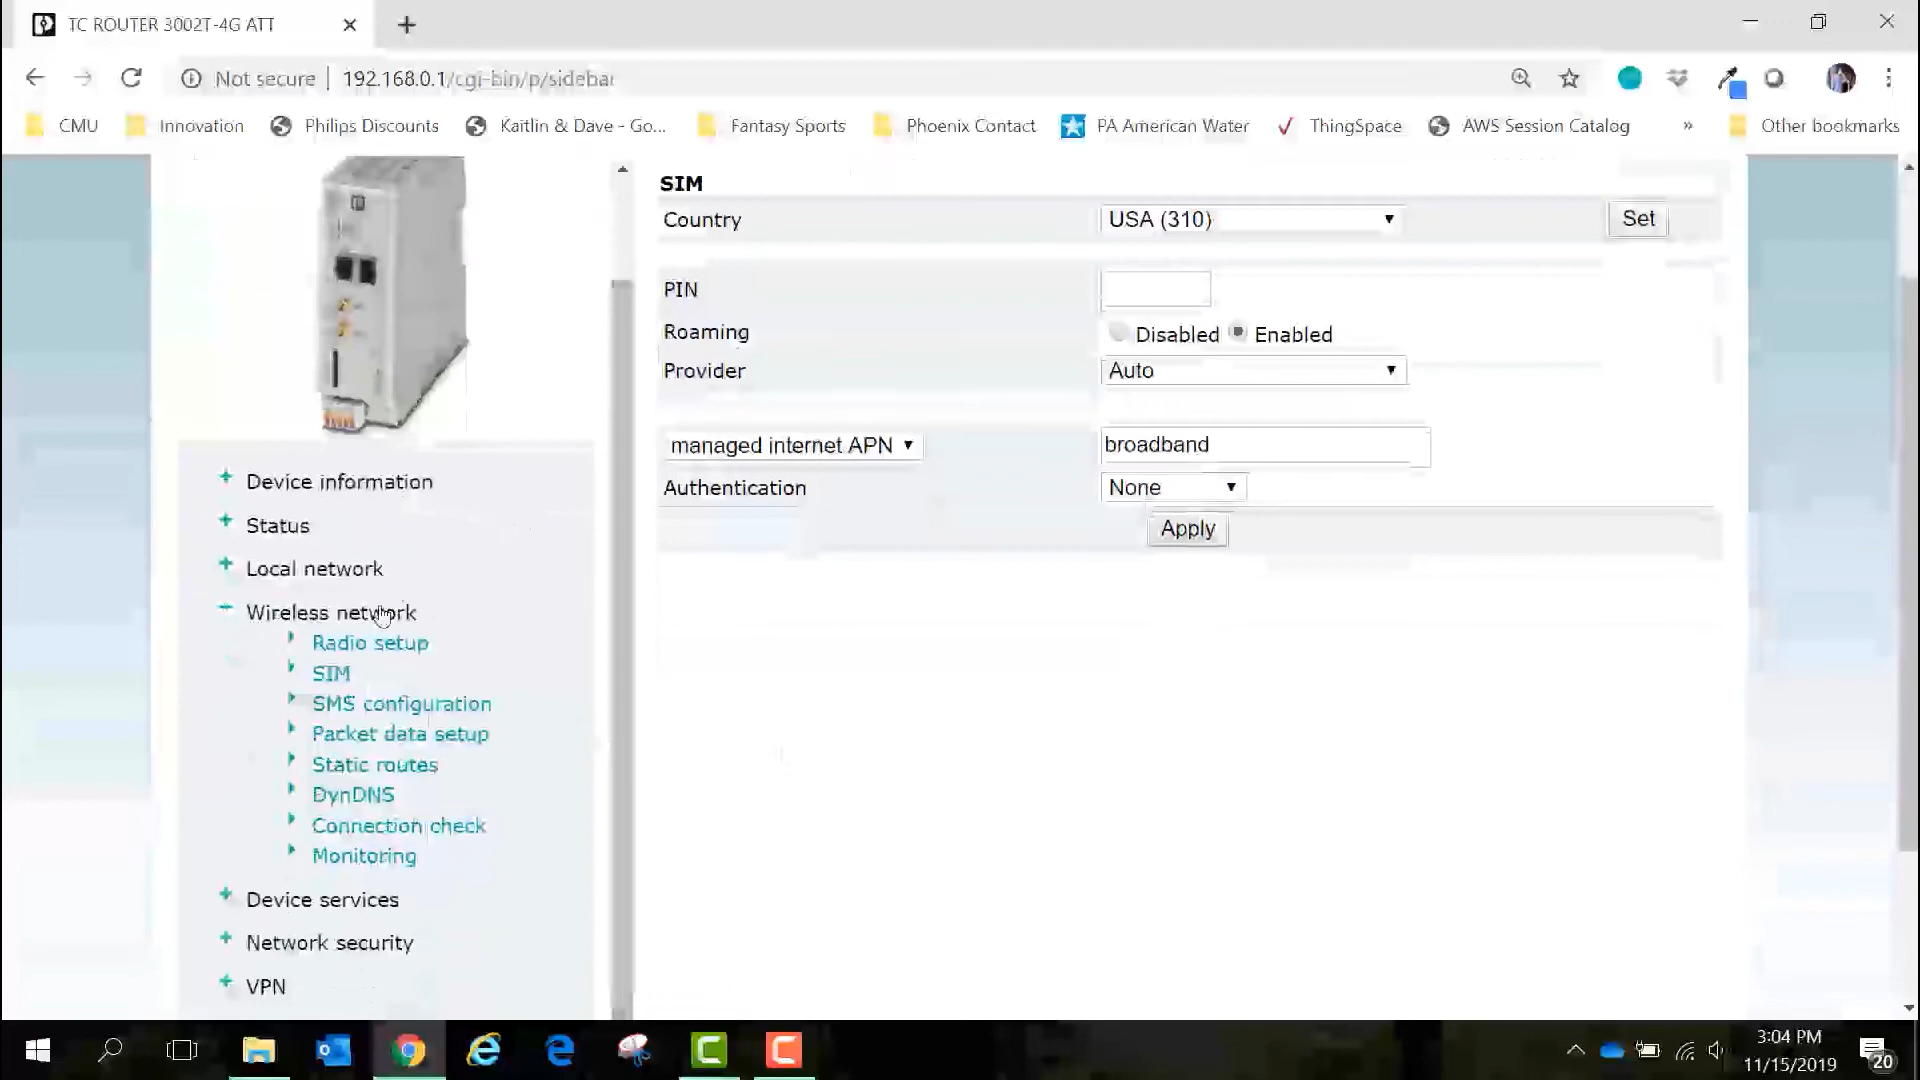 TC ROUTER 3002T-4G ATT
Not secure | 192.168.0.1/cgi-bin/p/sidebar
CMU Innovation Philips Discounts Kaitlin & Dave - Go... Fantasy Sports Phoenix Contact PA American Water ThingSpace AWS Session Catalog » Other bookmarks
SIM
Country USA (310) Set
PIN
Roaming Disabled Enabled
Provider Auto
managed internet APN broadband
Authentication None
Apply
Device information
Status
Local network
Wireless network
Radio setup
SIM
SMS configuration
Packet data setup
Static routes
DynDNS
Connection check
Monitoring
Device services
Network security
VPN
3:04 PM
11/15/2019
20